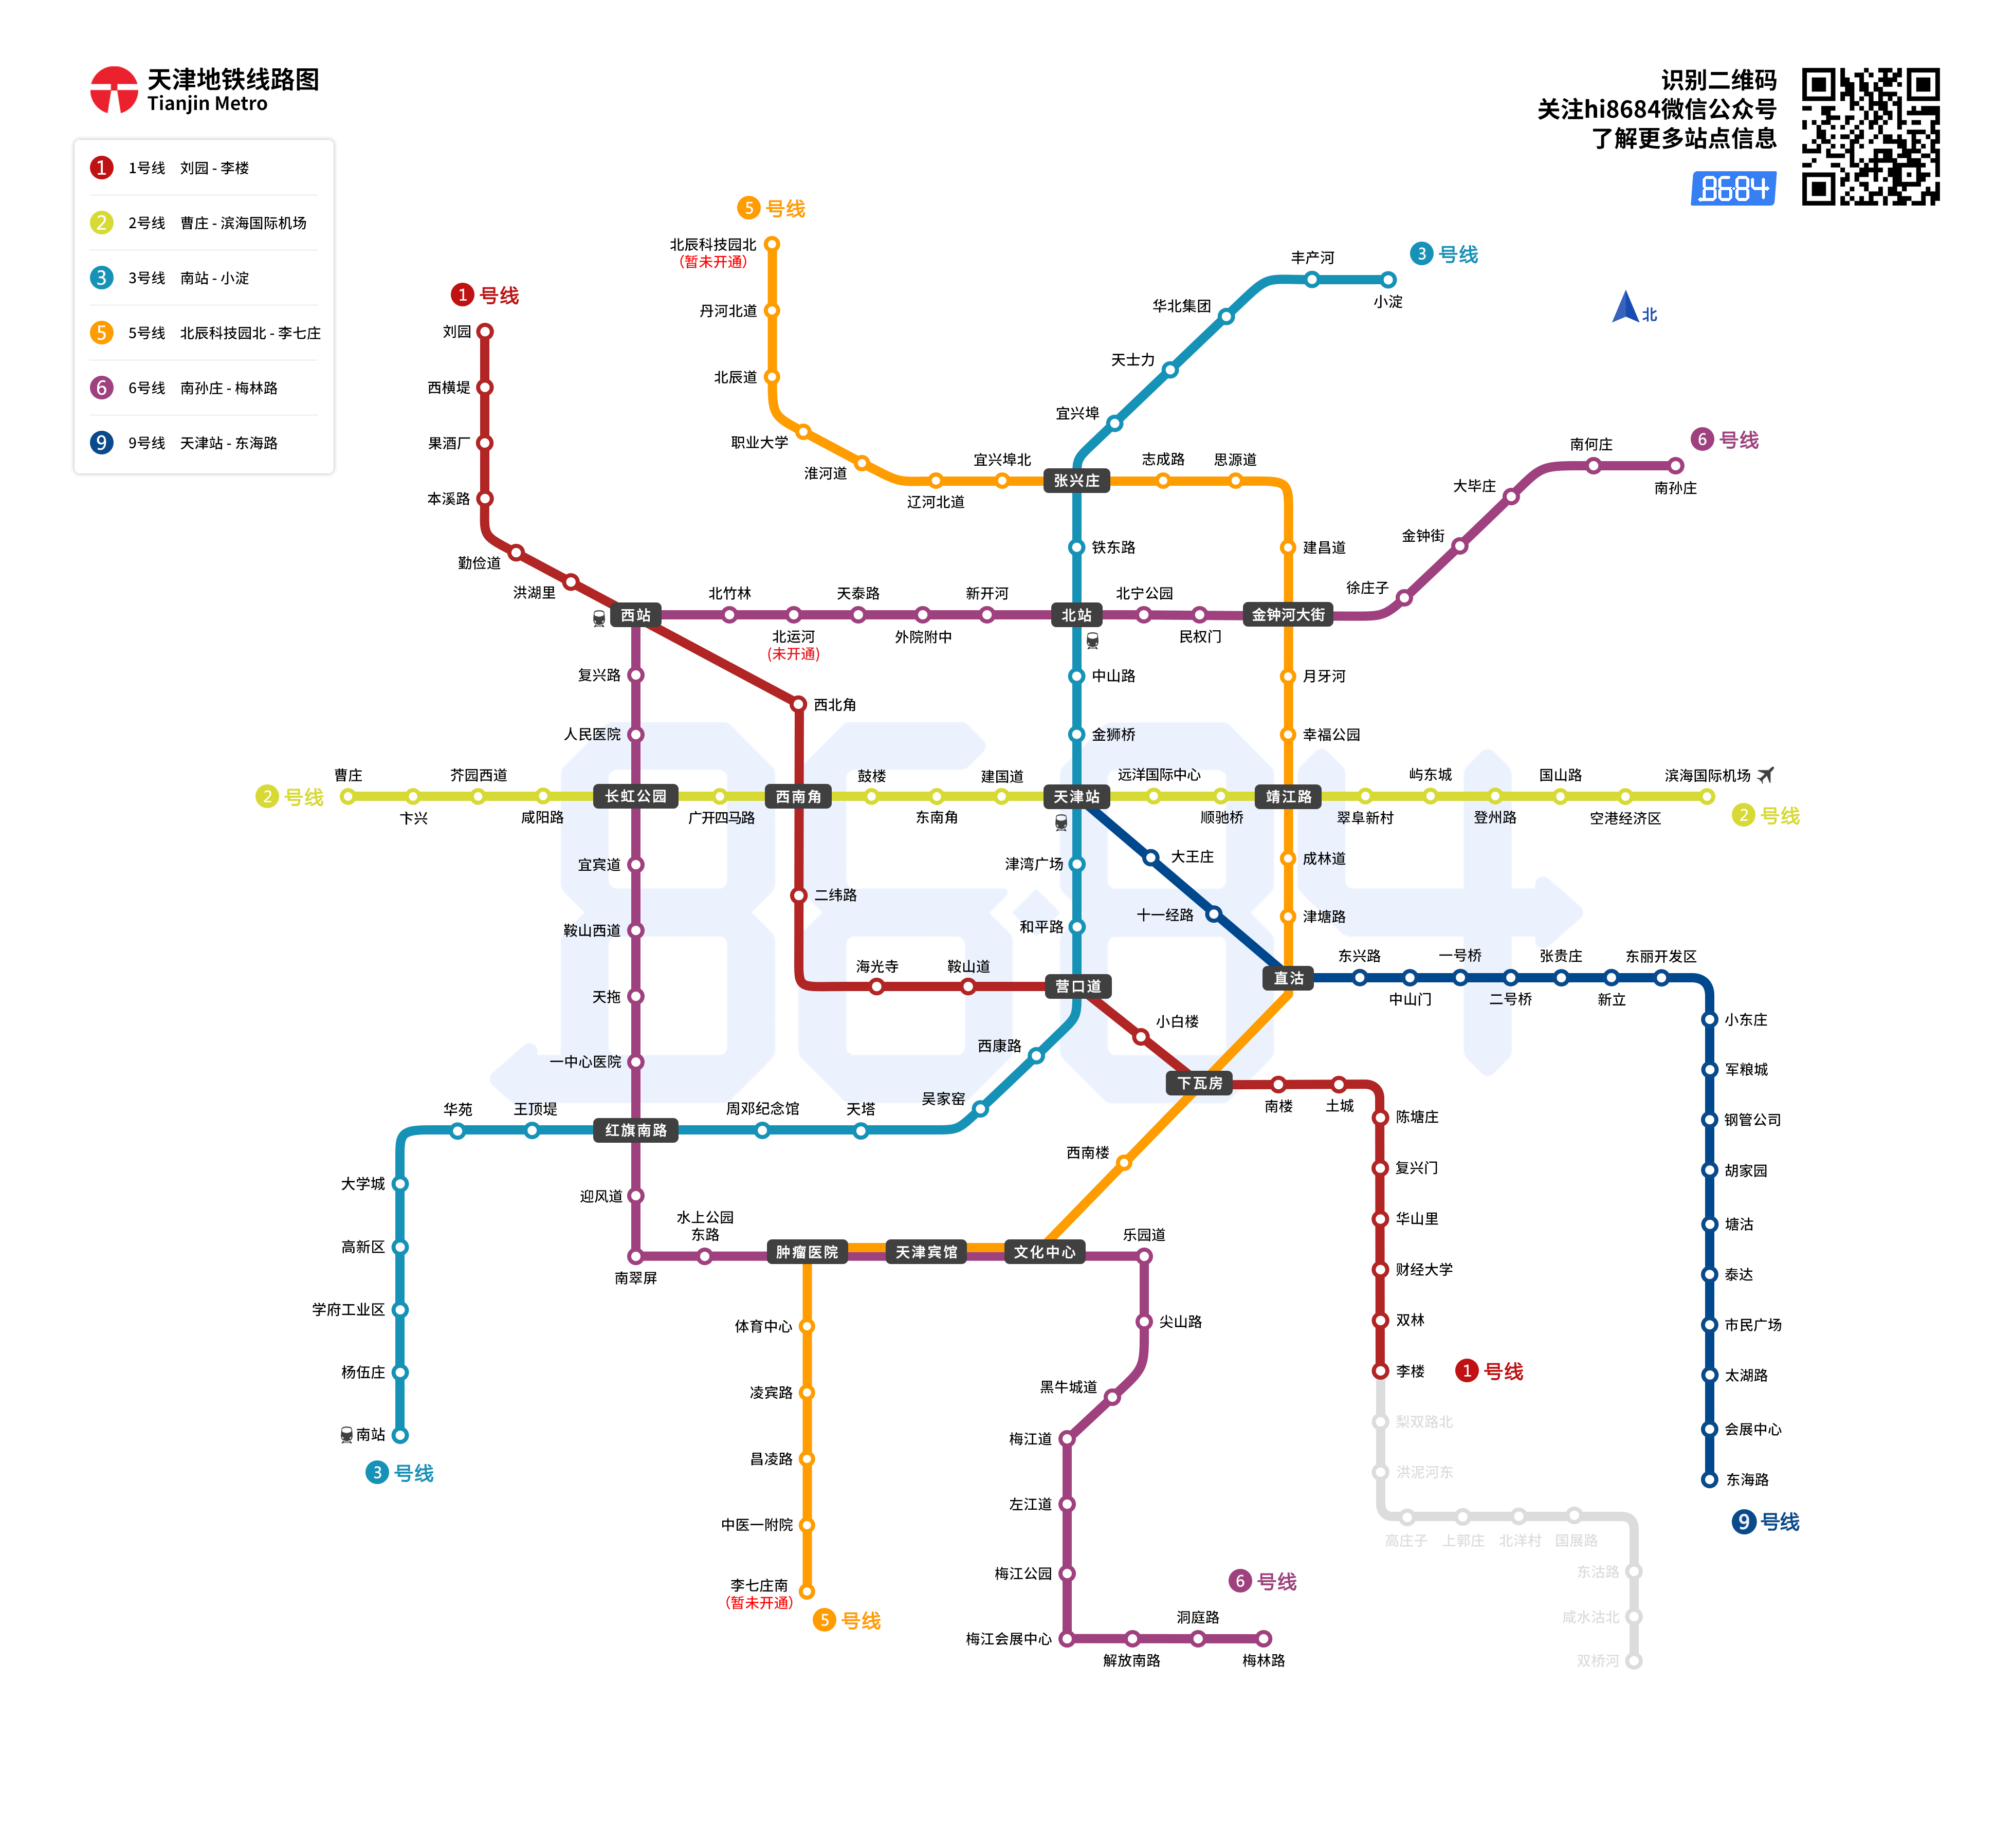 天津地铁线路图
Tianjin Metro
识别二维码
关注hi8684微信公众号
了解更多站点信息
8684
1 1号线 刘园 - 李楼
2 2号线 曹庄 - 滨海国际机场
3 3号线 南站 - 小淀
5 5号线 北辰科技园北 - 李七庄
6 6号线 南孙庄 - 梅林路
9 9号线 天津站 - 东海路
北
5 号线
北辰科技园北
(暂未开通)
丹河北道
北辰道
职业大学
淮河道
辽河北道
宜兴埠北
张兴庄
志成路
思源道
建昌道
3 号线
丰产河
小淀
华北集团
天士力
宜兴埠
铁东路
1 号线
刘园
西横堤
果酒厂
本溪路
勤俭道
洪湖里
6 号线
南何庄
南孙庄
大毕庄
金钟街
徐庄子
西站
北竹林
北运河
(未开通)
天泰路
外院附中
新开河
北站
北宁公园
民权门
金钟河大街
复兴路
人民医院
西北角
中山路
金狮桥
月牙河
幸福公园
2 号线
曹庄
卞兴
芥园西道
咸阳路
长虹公园
广开四马路
西南角
鼓楼
东南角
建国道
天津站
远洋国际中心
顺驰桥
靖江路
翠阜新村
屿东城
登州路
国山路
空港经济区
滨海国际机场
2 号线
宜宾道
鞍山西道
天拖
一中心医院
二纬路
海光寺
鞍山道
津湾广场
和平路
营口道
大王庄
十一经路
成林道
津塘路
直沽
东兴路
中山门
一号桥
二号桥
张贵庄
新立
东丽开发区
小东庄
军粮城
钢管公司
胡家园
塘沽
泰达
市民广场
太湖路
会展中心
东海路
9 号线
小白楼
下瓦房
南楼
土城
陈塘庄
复兴门
华山里
财经大学
双林
李楼
1 号线
梨双路北
洪泥河东
高庄子
上郭庄
北洋村
国展路
东沽路
咸水沽北
双桥河
西康路
吴家窑
天塔
周邓纪念馆
红旗南路
王顶堤
华苑
大学城
高新区
学府工业区
杨伍庄
南站
3 号线
西南楼
迎风道
南翠屏
水上公园
东路
肿瘤医院
天津宾馆
文化中心
乐园道
尖山路
黑牛城道
梅江道
左江道
梅江公园
梅江会展中心
解放南路
洞庭路
梅林路
6 号线
体育中心
凌宾路
昌凌路
中医一附院
李七庄南
(暂未开通)
5 号线